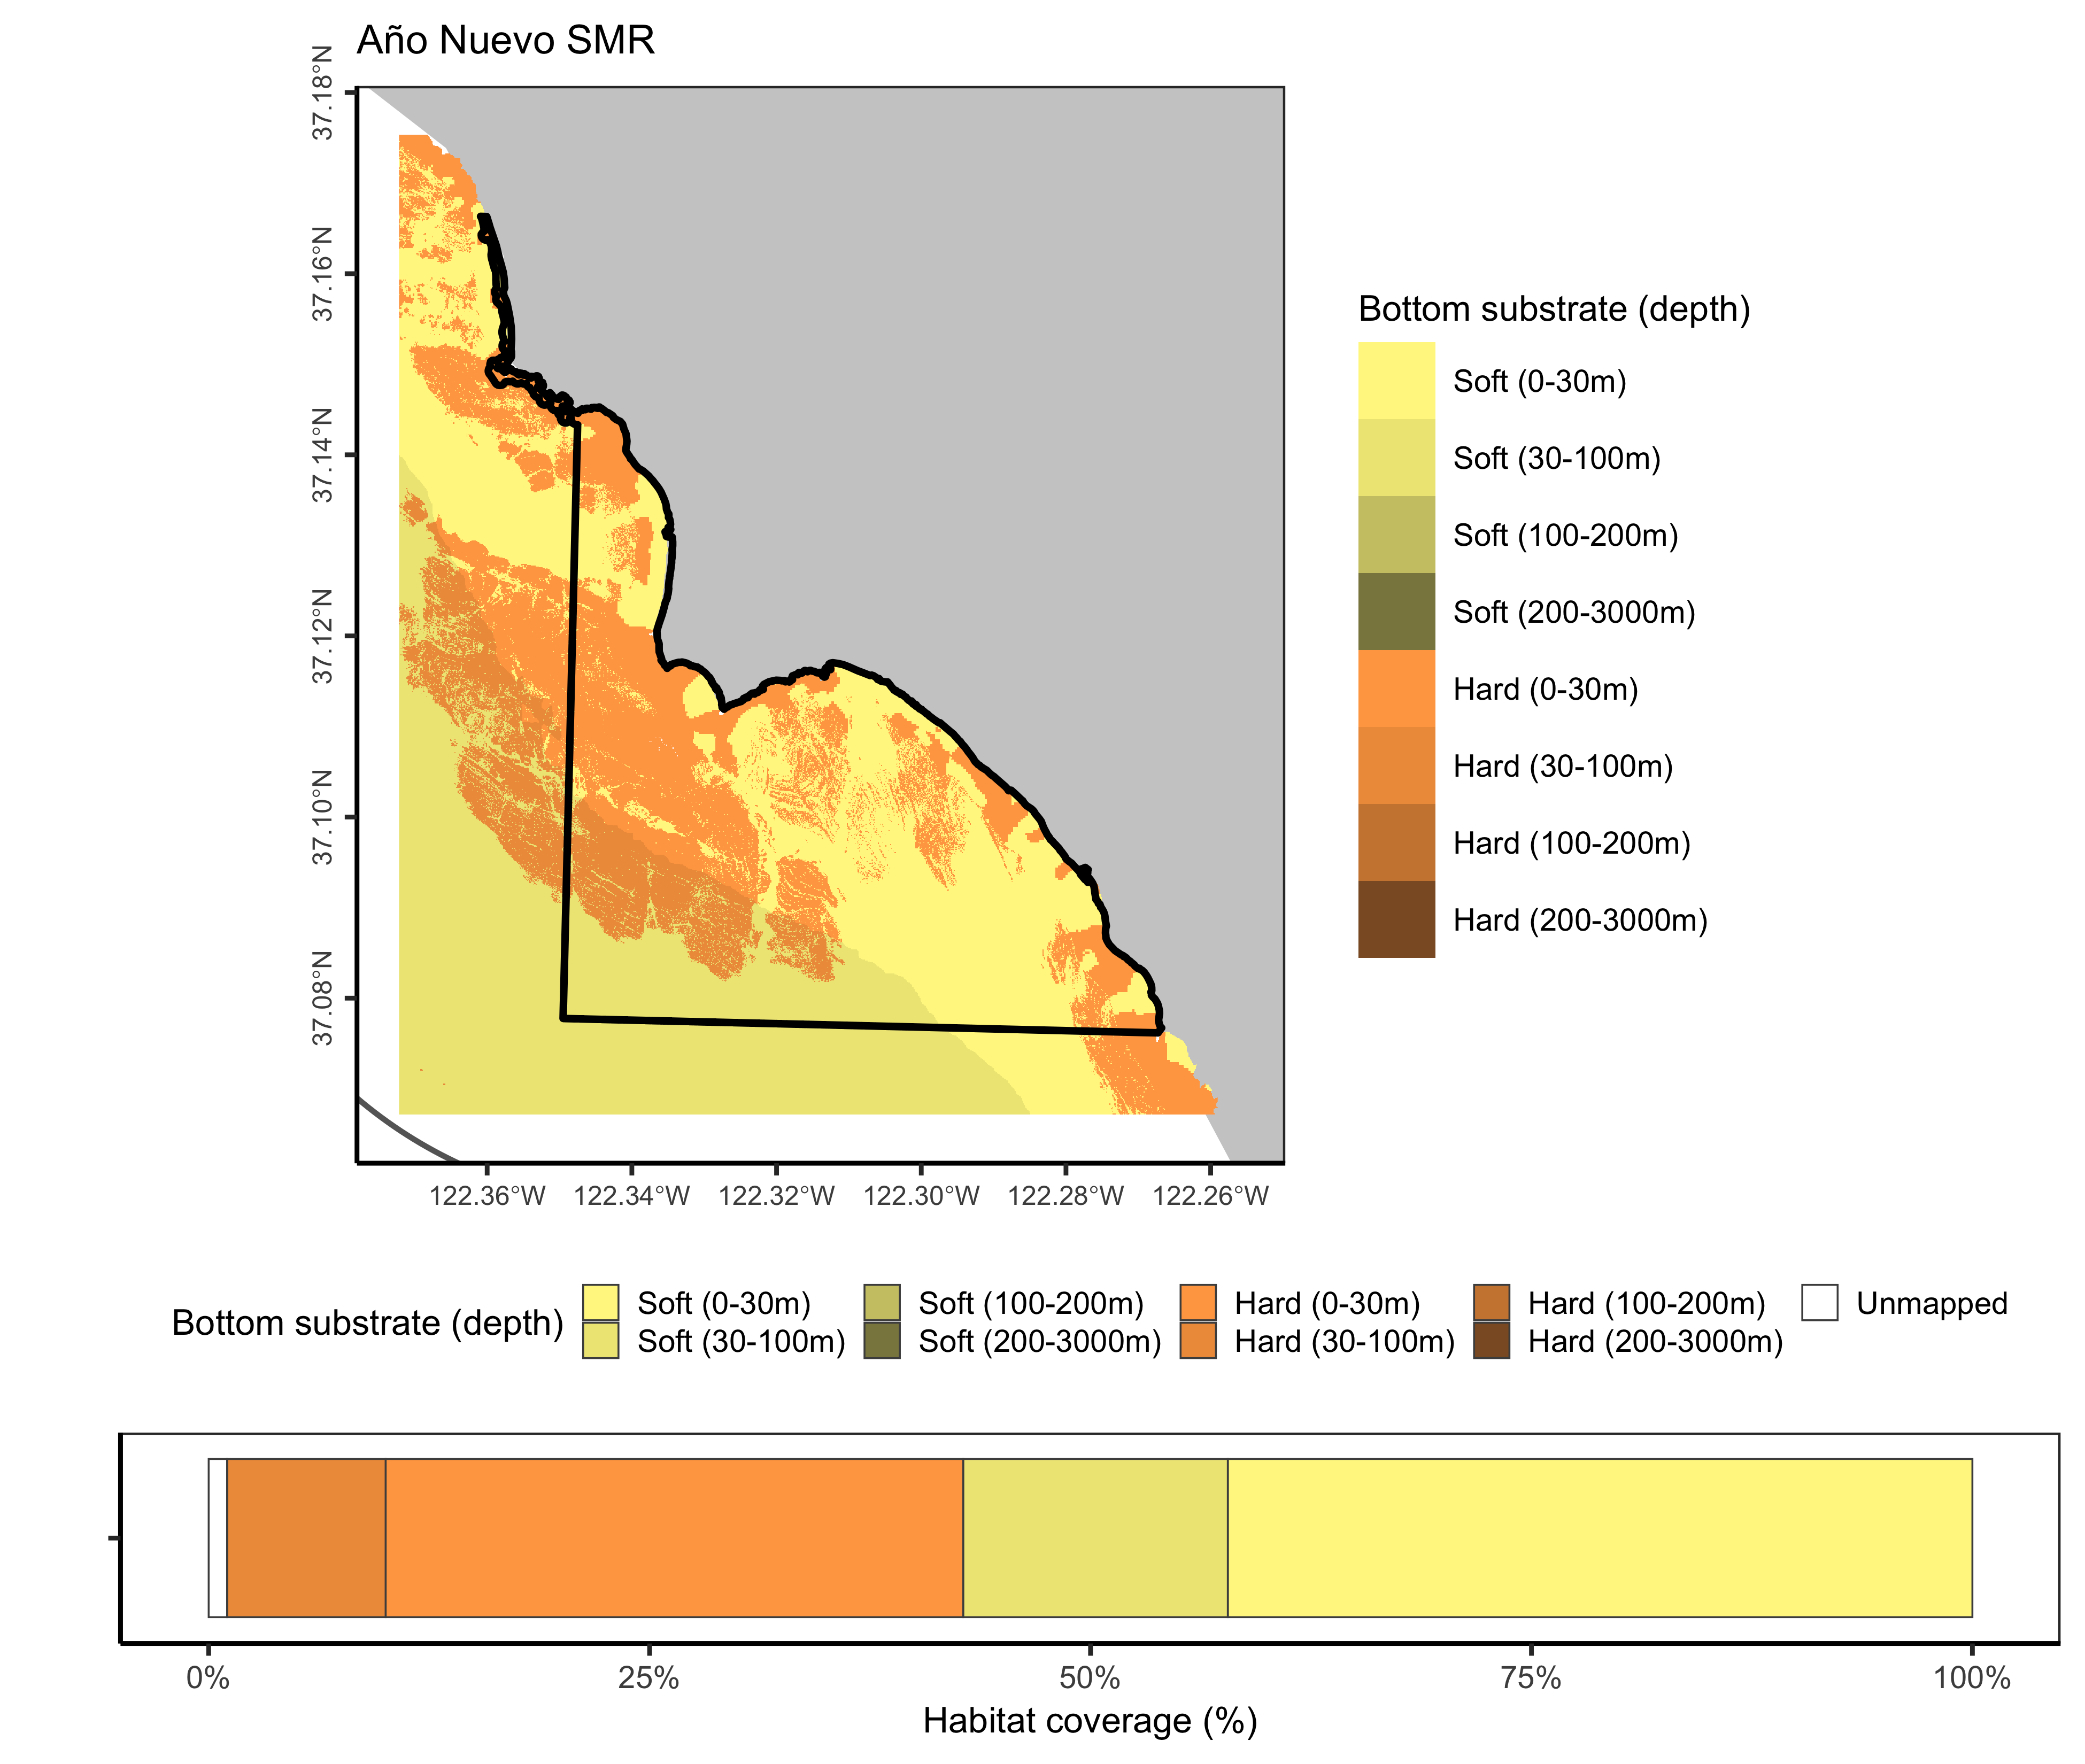 Año Nuevo SMR
37.18°N
37.16°N
37.14°N
37.12°N
37.10°N
37.08°N
122.36°W 122.34°W 122.32°W 122.30°W 122.28°W 122.26°W
Bottom substrate (depth)
Soft (0-30m)
Soft (30-100m)
Soft (100-200m)
Soft (200-3000m)
Hard (0-30m)
Hard (30-100m)
Hard (100-200m)
Hard (200-3000m)
Bottom substrate (depth)
Soft (0-30m) Soft (100-200m) Hard (0-30m) Hard (100-200m) Unmapped
Soft (30-100m) Soft (200-3000m) Hard (30-100m) Hard (200-3000m)
0% 25% 50% 75% 100%
Habitat coverage (%)